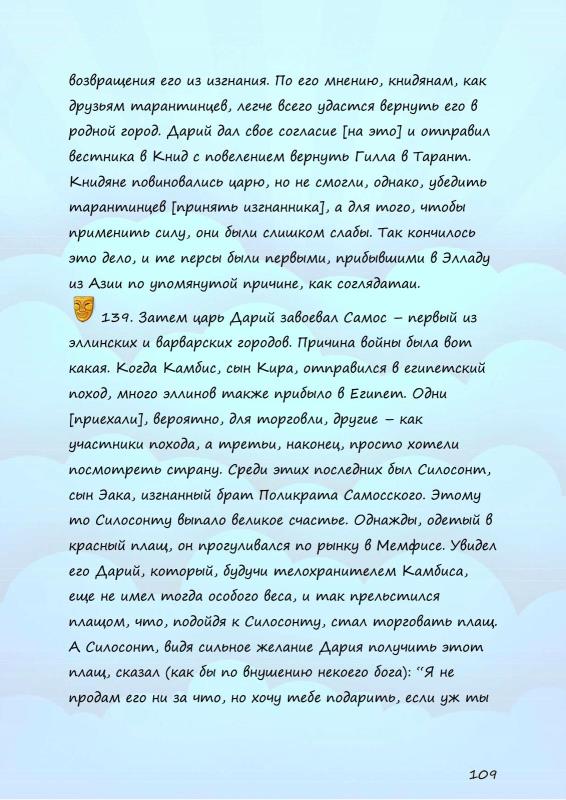 возвращения его из изгнания. По его мнению, книдянам, как
друзьям тарантинцев, легче всего удастся вернуть его в
родной город. Дарий дал свое согласие [на это] и отправил
вестника в Книд с повелением вернуть Гилла в Тарант.
Книдяне повиновались царю, но не смогли, однако, убедить
тарантинцев [принять изгнанника], а для того, чтобы
применить силу, они были слишком слабы. Так кончилось
это дело, и те персы были первыми, прибывшими в Элладу
из Азии по упомянутой причине, как соглядатаи.
139. Затем царь Дарий завоевал Самос – первый из
эллинских и варварских городов. Причина войны была вот
какая. Когда Камбис, сын Кира, отправился в египетский
поход, много эллинов также прибыло в Египет. Одни
[приехали], вероятно, для торговли, другие – как
участники похода, а третьи, наконец, просто хотели
посмотреть страну. Среди этих последних был Силосонт,
сын Эака, изгнанный брат Поликрата Самосского. Этому
то Силосонту выпало великое счастье. Однажды, одетый в
красный плащ, он прогуливался по рынку в Мемфисе. Увидел
его Дарий, который, будучи телохранителем Камбиса,
еще не имел тогда особого веса, и так прельстился
плащом, что, подойдя к Силосонту, стал торговать плащ.
А Силосонт, видя сильное желание Дария получить этот
плащ, сказал (как бы по внушению некоего бога): “Я не
продам его ни за что, но хочу тебе подарить, если уж ты
109